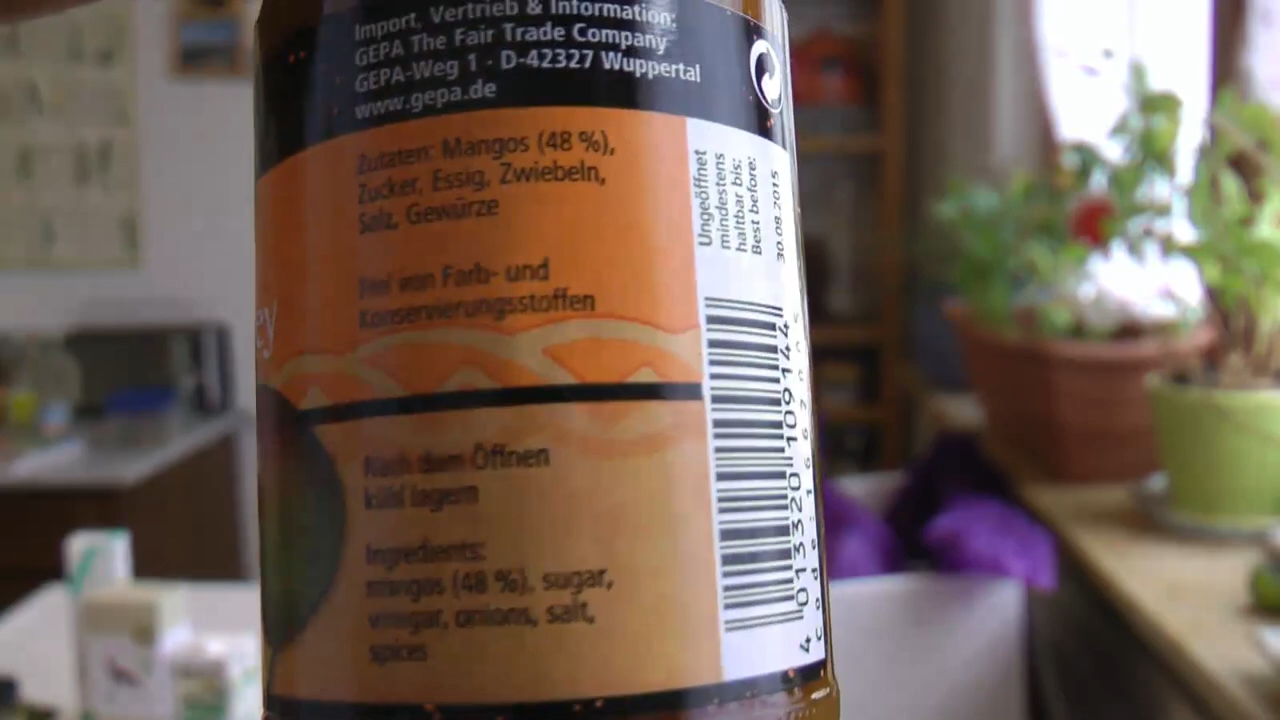 Import, Vertrieb & Information:
GEPA The Fair Trade Company
GEPA-Weg 1 · D-42327 Wuppertal
www.gepa.de
Zutaten: Mangos (48 %),
Zucker, Essig, Zwiebeln,
Salz, Gewürze
Frei von Farb- und
Konservierungsstoffen
ey
Nach dem Öffnen
kühl lagern
Ingredients:
mangos (48 %), sugar,
vinegar, onions, salt,
spices
Ungeöffnet
mindestens
haltbar bis:
Best before:
30.08.2015
4 013320 109144